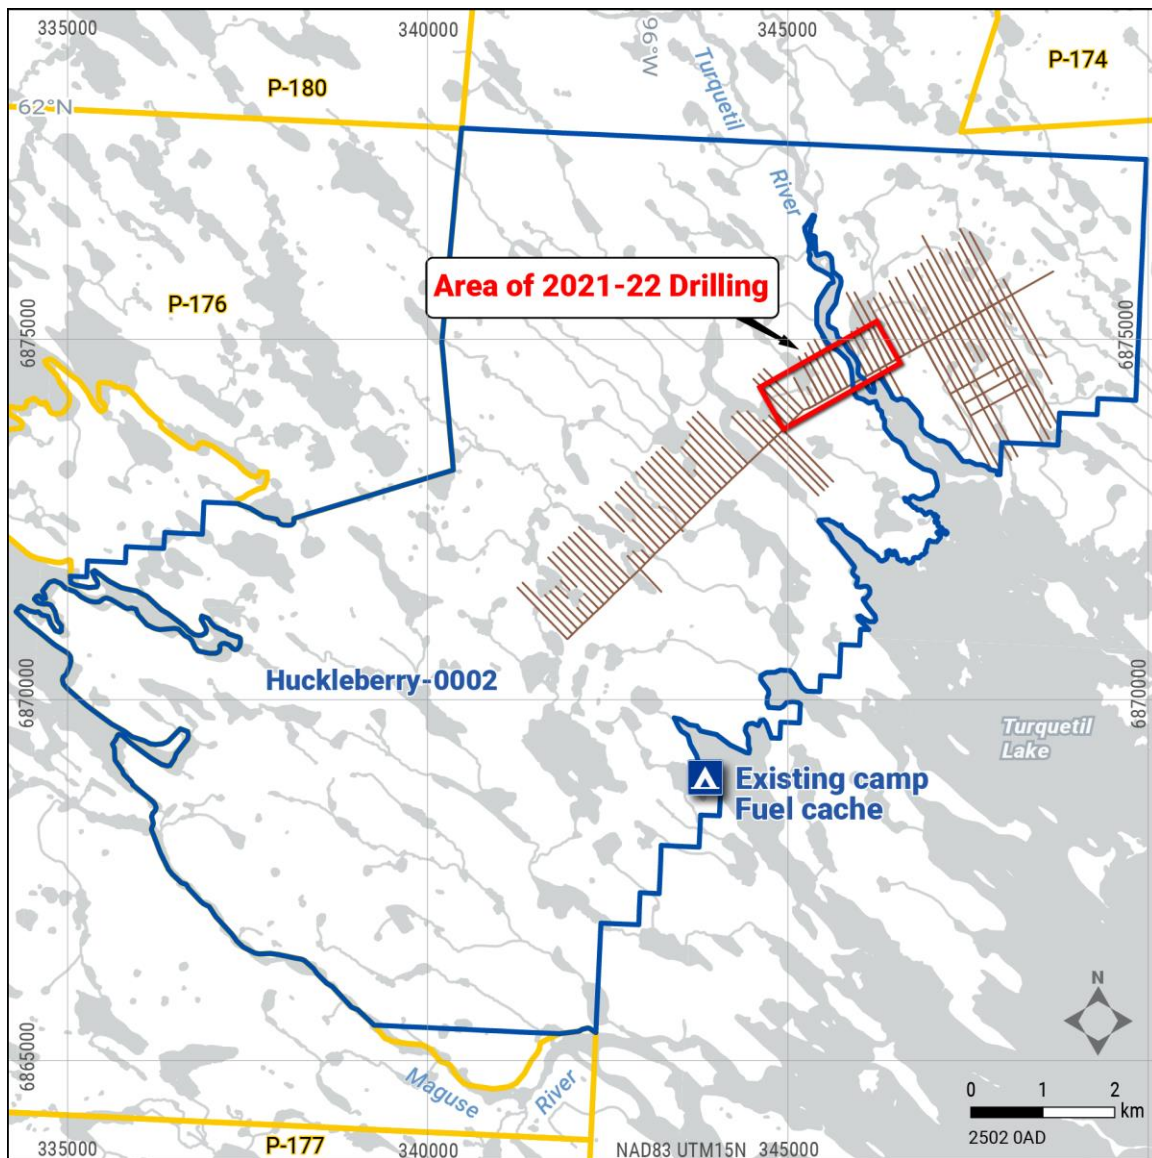 335000
340000
345000
96°W
P-180
P-174
62°N
Turquetil
River
P-176
Area of 2021-22 Drilling
6875000
6875000
Huckleberry-0002
6870000
6870000
Turquetil
Lake
Existing camp
Fuel cache
N
6865000
Maguse
River
0 1 2
km
2502 0AD
P-177
335000
340000
NAD83 UTM15N
345000